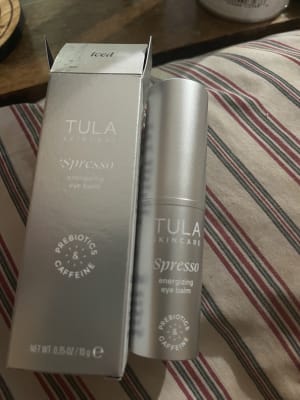 iced
TULA
SKINCARE
'Spresso
energizing
eye balm
PREBIOTICS
&
CAFFEINE
NET WT. 0.35 OZ / 10 g ℮
TULA
SKINCARE
'Spresso
energizing
eye balm
PREBIOTICS
&
CAFFEINE